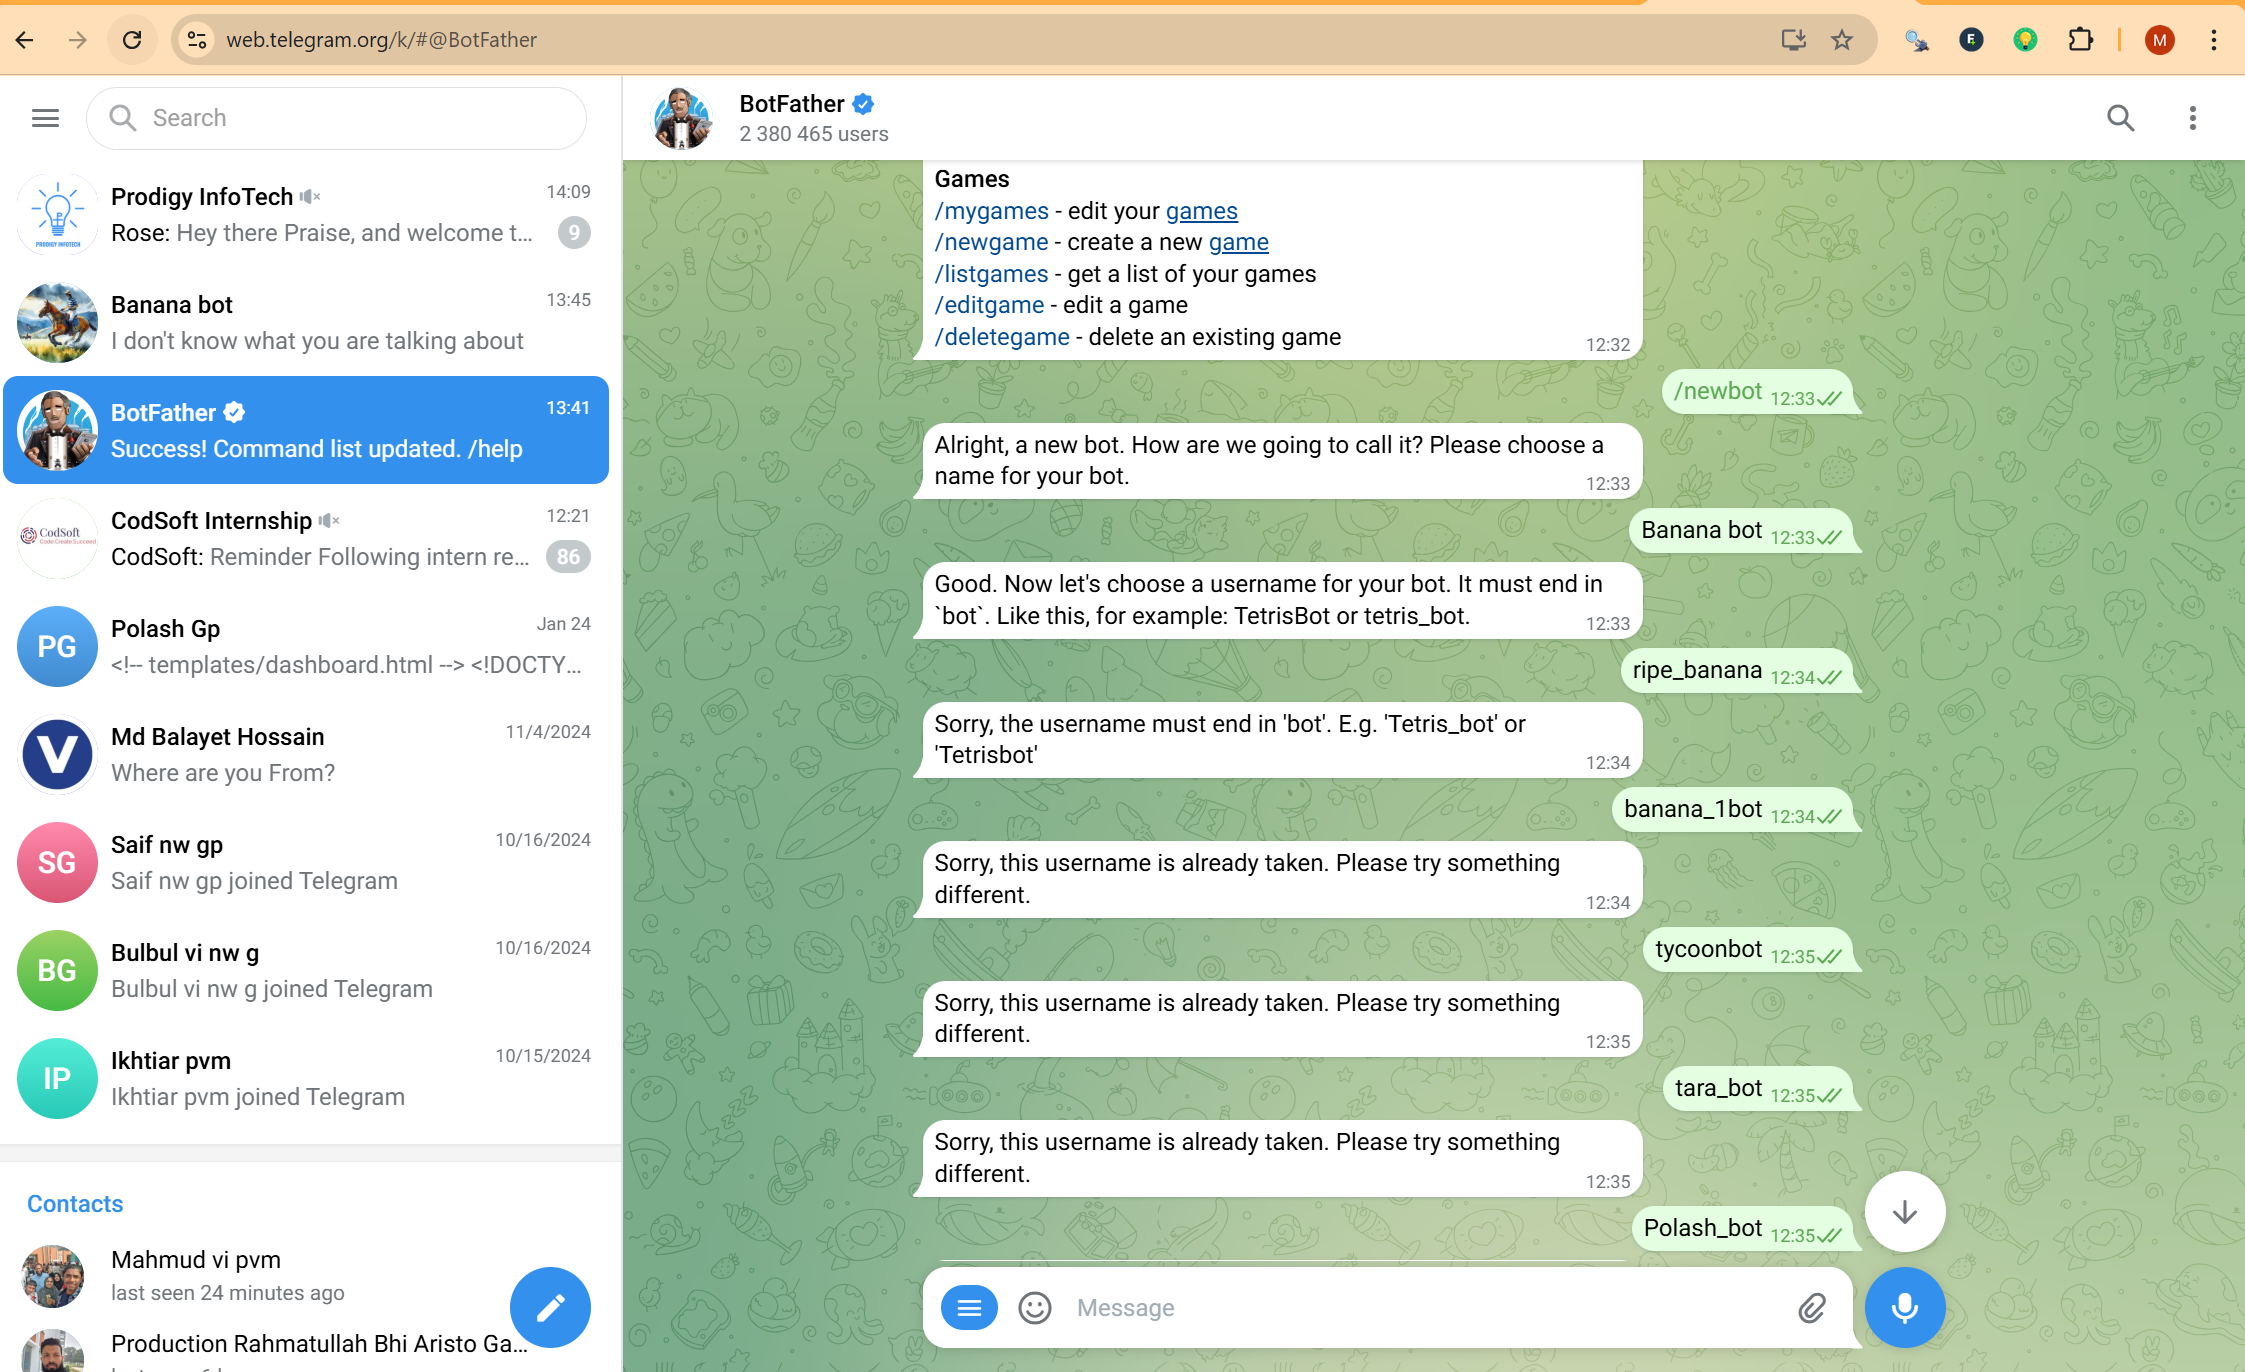 web.telegram.org/k/#@BotFather
M
Search
Prodigy InfoTech
14:09
Rose: Hey there Praise, and welcome t...
9
PRODIGY INFOTECH
Banana bot
13:45
I don't know what you are talking about
BotFather
13:41
Success! Command list updated. /help
CodSoft Internship
12:21
CodSoft: Reminder Following intern re...
86
CodSoft
PG
Polash Gp
Jan 24
<!-- templates/dashboard.html --> <!DOCTY...
V
Md Balayet Hossain
11/4/2024
Where are you From?
SG
Saif nw gp
10/16/2024
Saif nw gp joined Telegram
BG
Bulbul vi nw g
10/16/2024
Bulbul vi nw g joined Telegram
IP
Ikhtiar pvm
10/15/2024
Ikhtiar pvm joined Telegram
Contacts
Mahmud vi pvm
last seen 24 minutes ago
Production Rahmatullah Bhi Aristo Ga...
BotFather
2 380 465 users
Games
/mygames - edit your games
/newgame - create a new game
/listgames - get a list of your games
/editgame - edit a game
/deletegame - delete an existing game
12:32
/newbot 12:33
Alright, a new bot. How are we going to call it? Please choose a
name for your bot.
12:33
Banana bot 12:33
Good. Now let's choose a username for your bot. It must end in
`bot`. Like this, for example: TetrisBot or tetris_bot.
12:33
ripe_banana 12:34
Sorry, the username must end in 'bot'. E.g. 'Tetris_bot' or
'Tetrisbot'
12:34
banana_1bot 12:34
Sorry, this username is already taken. Please try something
different.
12:34
tycoonbot 12:35
Sorry, this username is already taken. Please try something
different.
12:35
tara_bot 12:35
Sorry, this username is already taken. Please try something
different.
12:35
Polash_bot 12:35
Message